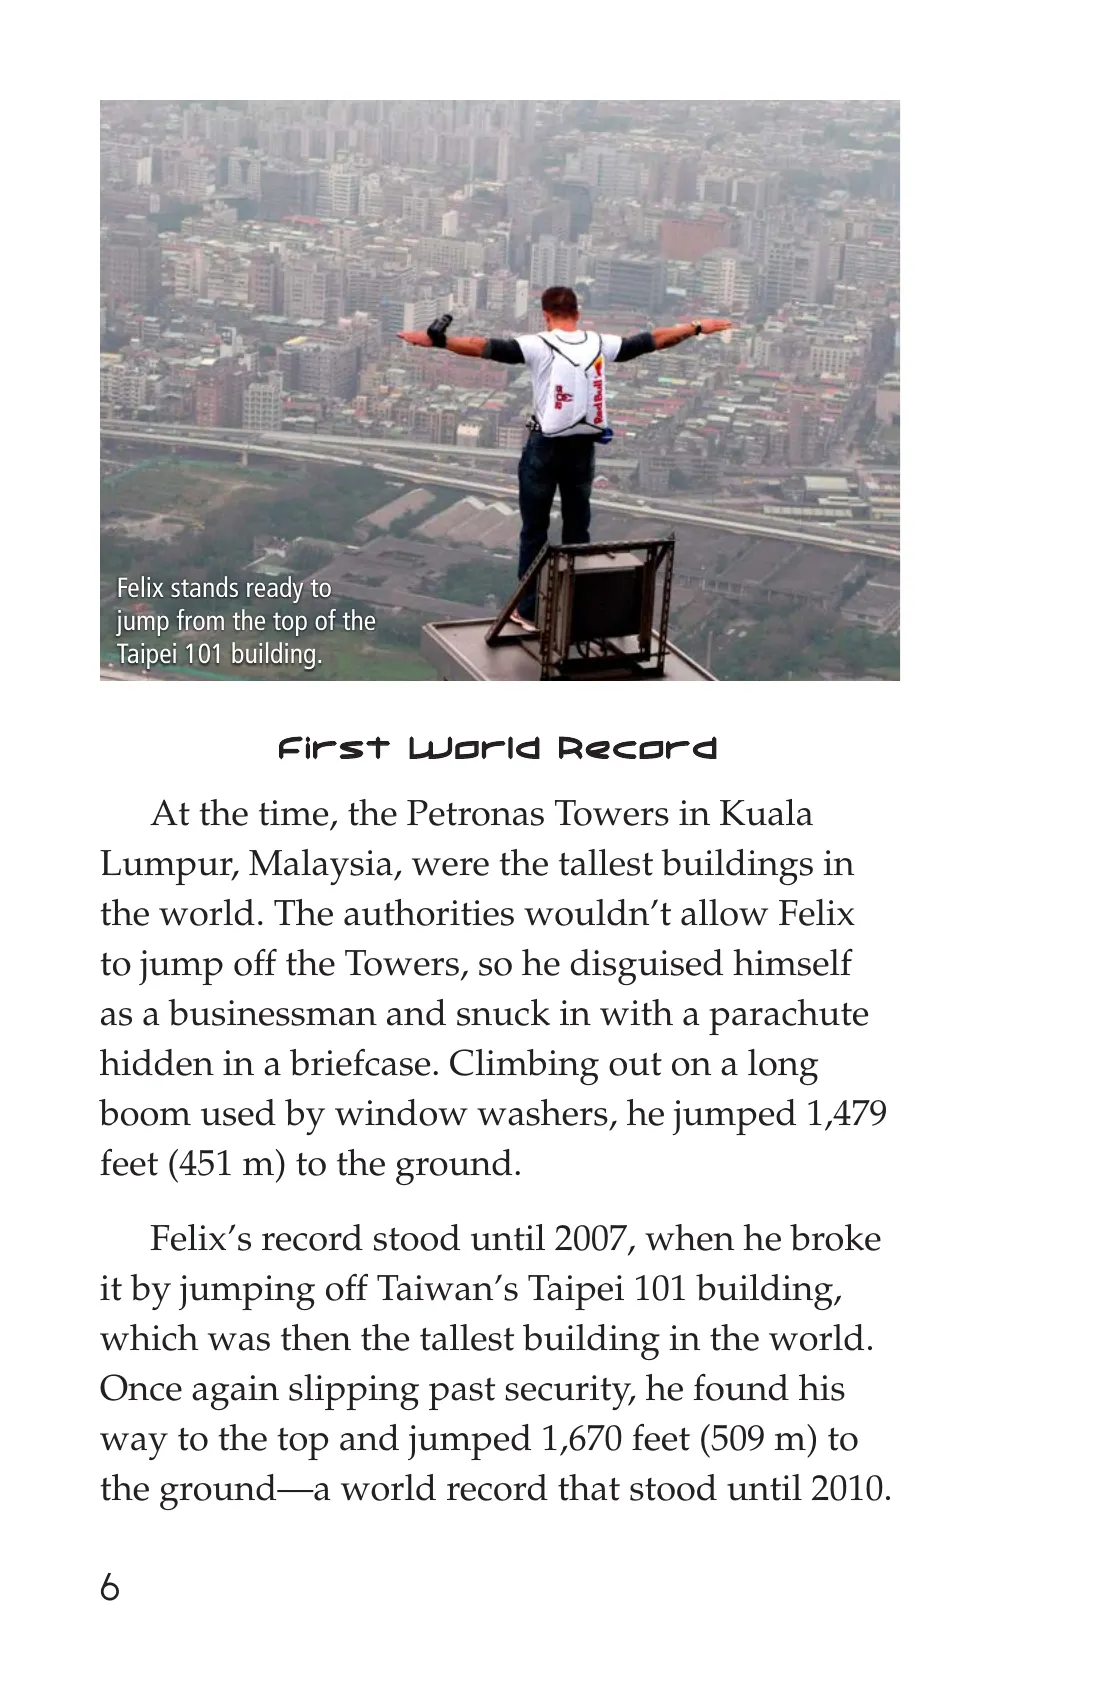 Red Bull
Felix stands ready to
jump from the top of the
Taipei 101 building.
First World Record
At the time, the Petronas Towers in Kuala
Lumpur, Malaysia, were the tallest buildings in
the world. The authorities wouldn't allow Felix
to jump off the Towers, so he disguised himself
as a businessman and snuck in with a parachute
hidden in a briefcase. Climbing out on a long
boom used by window washers, he jumped 1,479
feet (451 m) to the ground.
Felix's record stood until 2007, when he broke
it by jumping off Taiwan's Taipei 101 building,
which was then the tallest building in the world.
Once again slipping past security, he found his
way to the top and jumped 1,670 feet (509 m) to
the ground—a world record that stood until 2010.
6